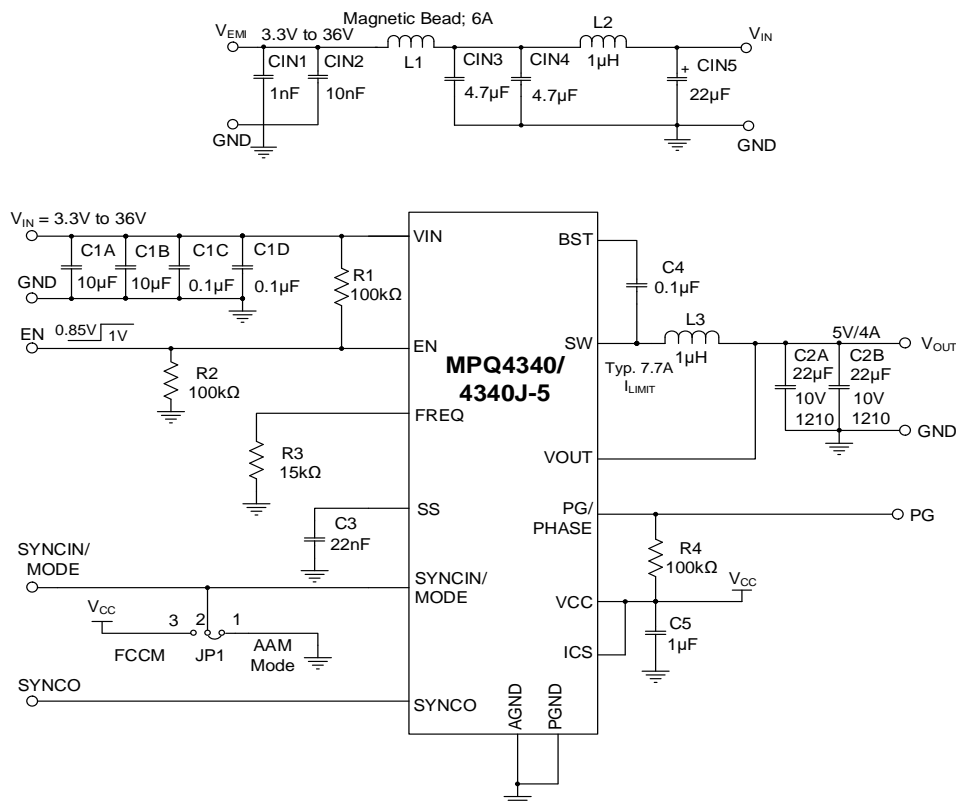 Magnetic Bead; 6A
VEMI 3.3V to 36V
L1
L2
1µH
VIN
CIN1
1nF
CIN2
10nF
CIN3
4.7µF
CIN4
4.7µF
+ CIN5
22µF
GND
GND
VIN = 3.3V to 36V
C1A
10µF
C1B
10µF
C1C
0.1µF
C1D
0.1µF
GND
R1
100kΩ
EN 0.85V 1V
R2
100kΩ
R3
15kΩ
C3
22nF
SYNCIN/
MODE
VCC
3 2 1
FCCM JP1 AAM
Mode
SYNCO
VIN
EN
FREQ
SS
SYNCIN/
MODE
SYNCO
MPQ4340/
4340J-5
AGND
PGND
BST
SW
VOUT
PG/
PHASE
VCC
ICS
C4
0.1µF
L3
1µH
Typ. 7.7A
ILIMIT
5V/4A
VOUT
C2A
22µF
10V
1210
C2B
22µF
10V
1210
GND
PG
R4
100kΩ
VCC
C5
1µF